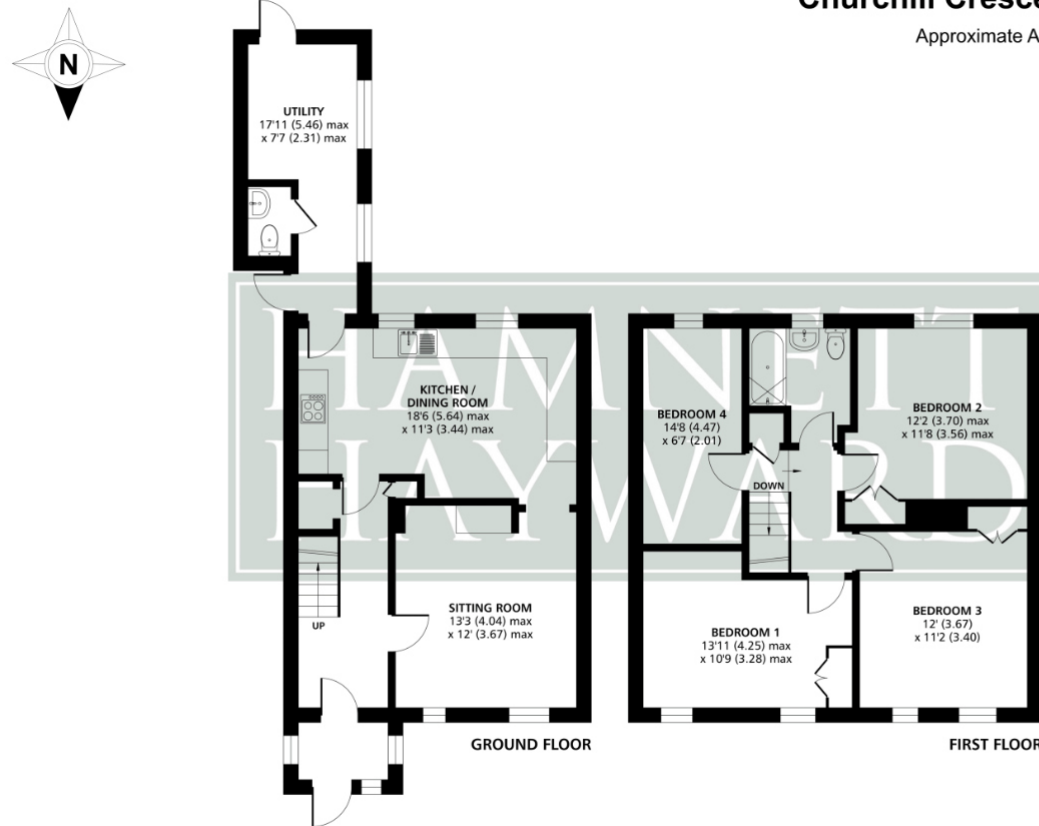 Churchill Cresce
Approximate A
N
UTILITY
17'11 (5.46) max
x 7'7 (2.31) max
HAMNETT
HAYWARD
KITCHEN /
DINING ROOM
18'6 (5.64) max
x 11'3 (3.44) max
BEDROOM 4
14'8 (4.47)
x 6'7 (2.01)
BEDROOM 2
12'2 (3.70) max
x 11'8 (3.56) max
DOWN
UP
SITTING ROOM
13'3 (4.04) max
x 12' (3.67) max
BEDROOM 1
13'11 (4.25) max
x 10'9 (3.28) max
BEDROOM 3
12' (3.67)
x 11'2 (3.40)
GROUND FLOOR
FIRST FLOOR